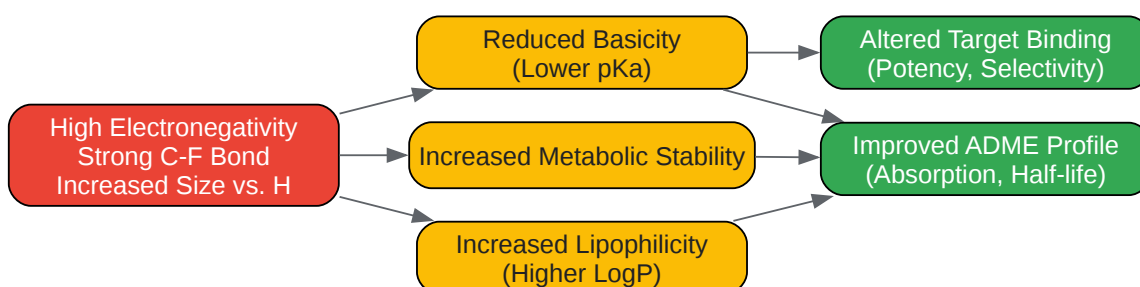 High Electronegativity
Strong C-F Bond
Increased Size vs. H
Reduced Basicity
(Lower pKa)
Increased Metabolic Stability
Increased Lipophilicity
(Higher LogP)
Altered Target Binding
(Potency, Selectivity)
Improved ADME Profile
(Absorption, Half-life)